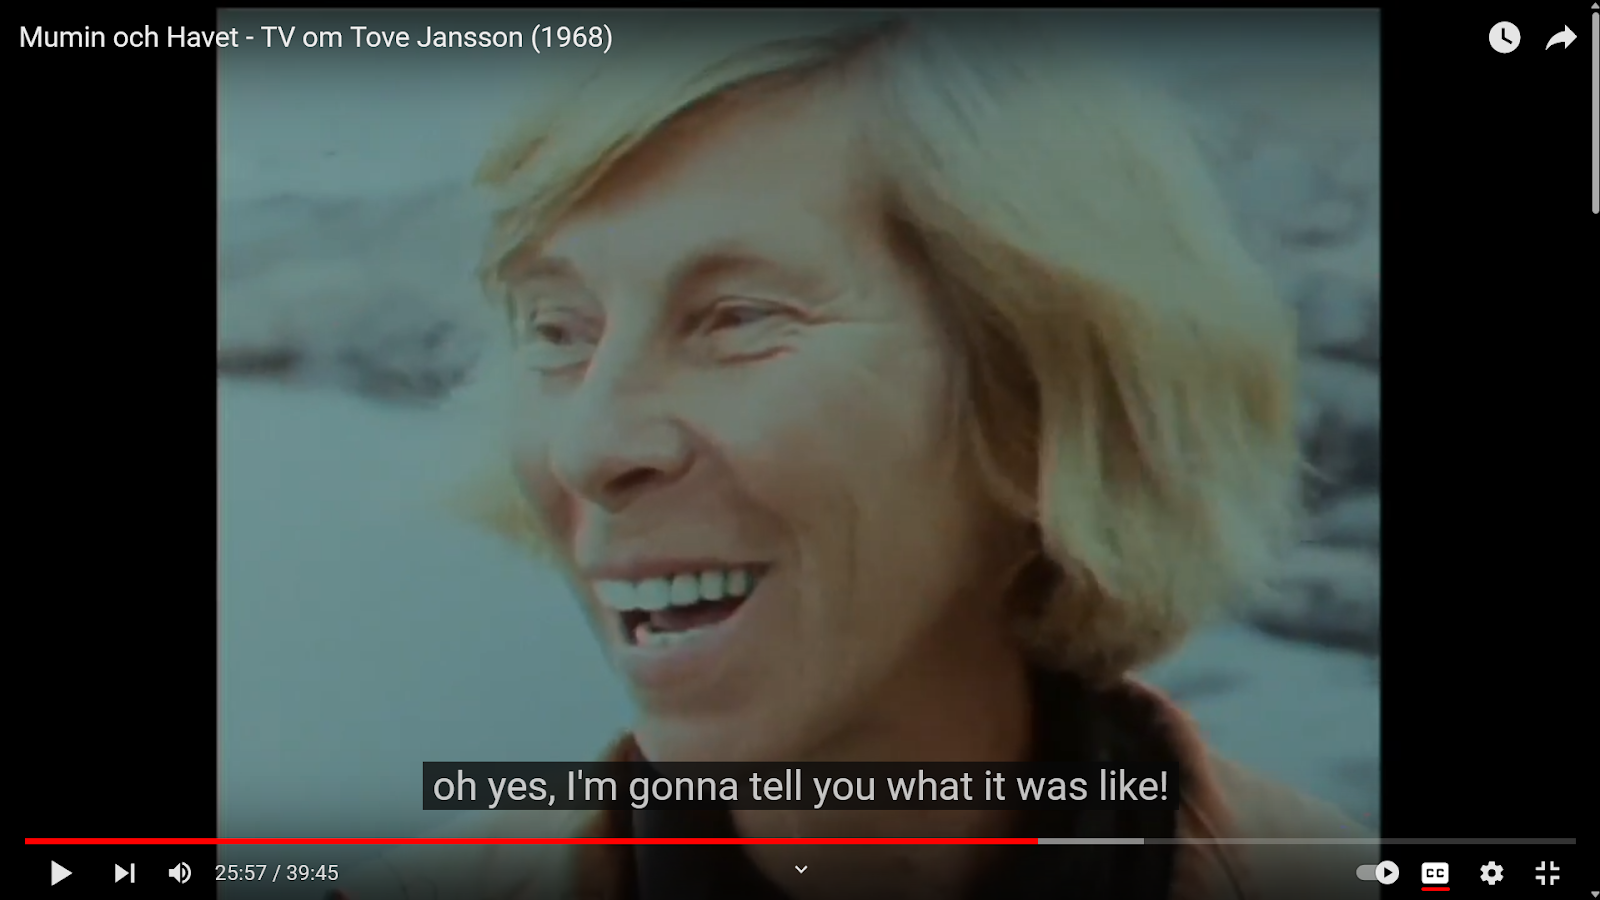 Mumin och Havet - TV om Tove Jansson (1968)
oh yes, I'm gonna tell you what it was like!
25:57 / 39:45
CC